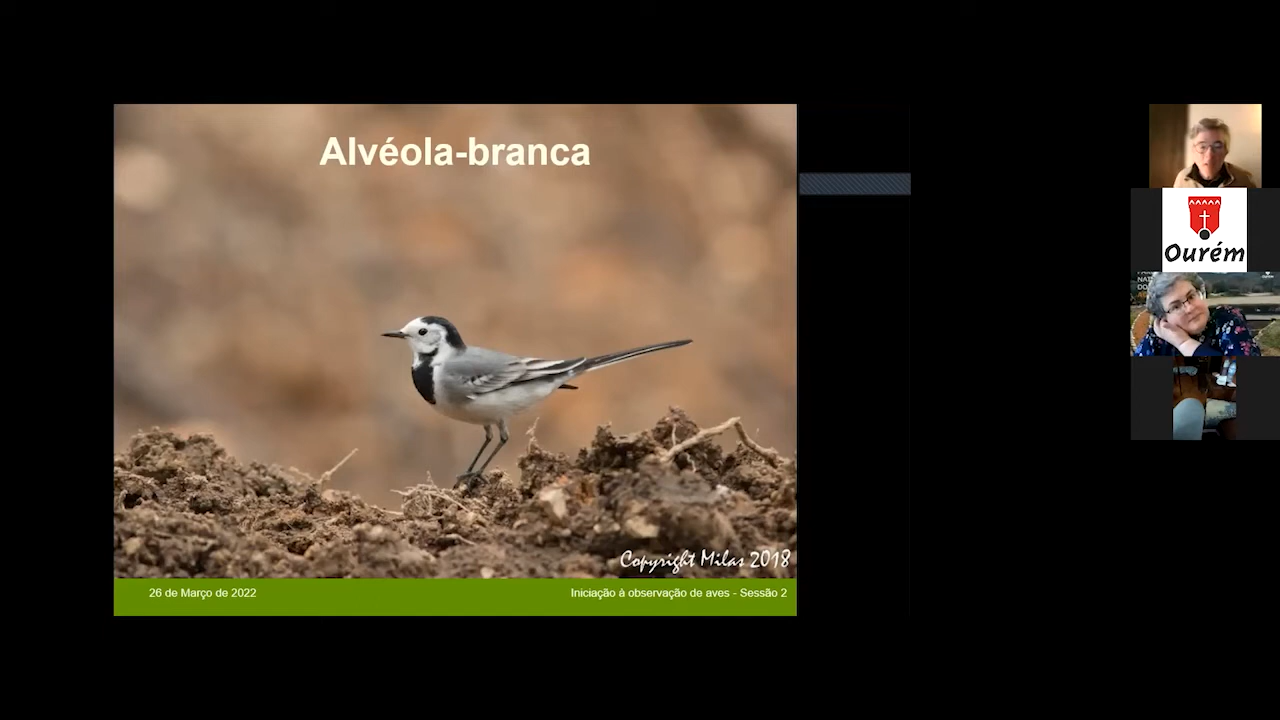 Alvéola-branca
Copyright Milas 2018
26 de Março de 2022
Iniciação à observação de aves - Sessão 2
Ourém